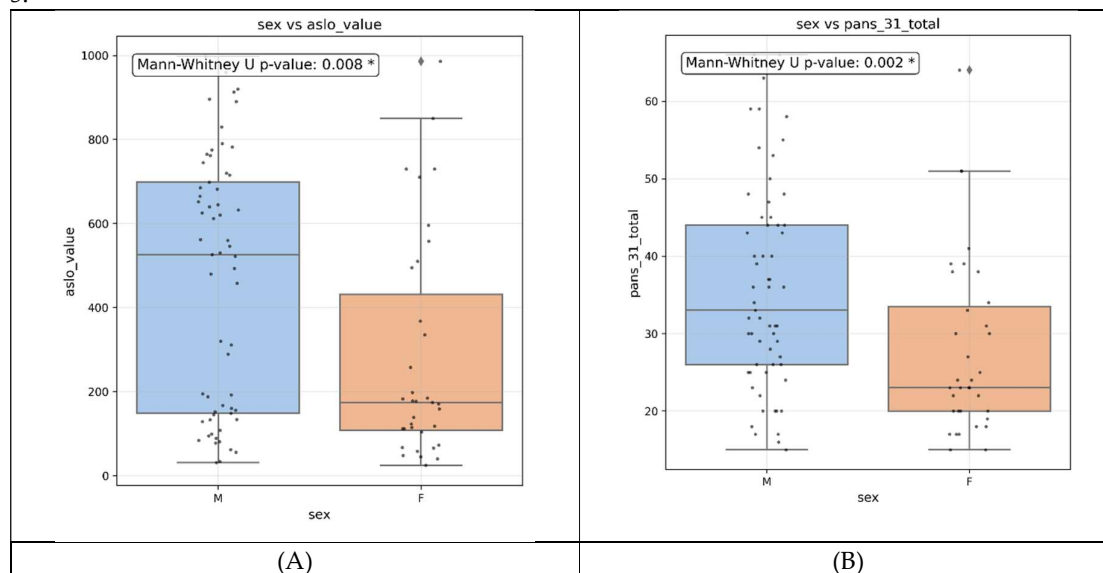 sex vs aslo_value
Mann-Whitney U p-value: 0.008 *
1000
800
600
400
200
0
aslo_value
M
F
sex
(A)
sex vs pans_31_total
Mann-Whitney U p-value: 0.002 *
60
50
40
30
20
pans_31_total
M
F
sex
(B)